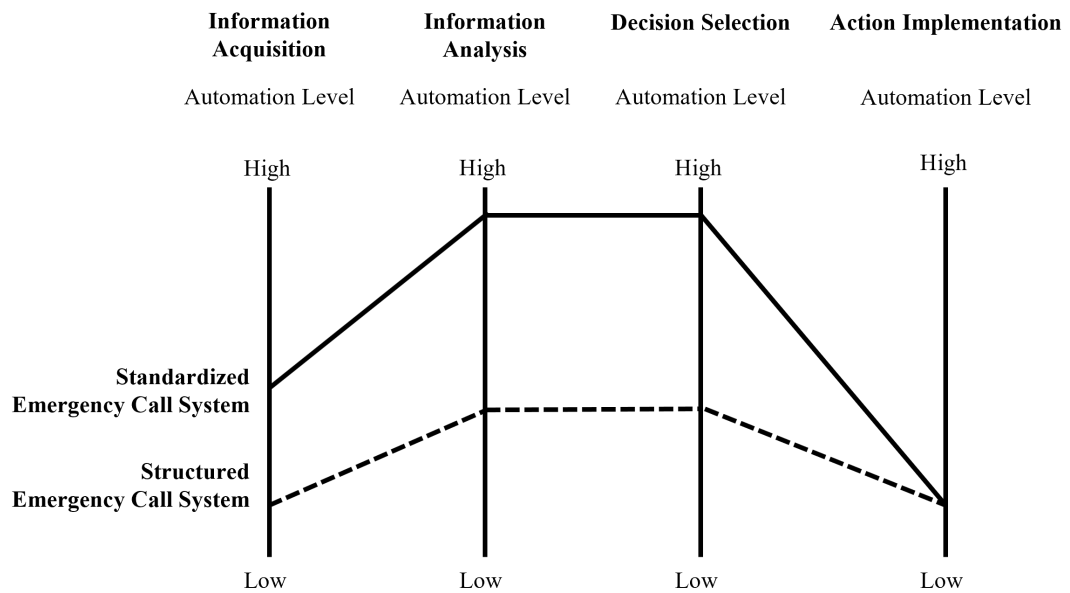 Information
Acquisition
Information
Analysis
Decision Selection
Action Implementation
Automation Level
Automation Level
Automation Level
Automation Level
High
High
High
High
Standardized
Emergency Call System
Structured
Emergency Call System
Low
Low
Low
Low